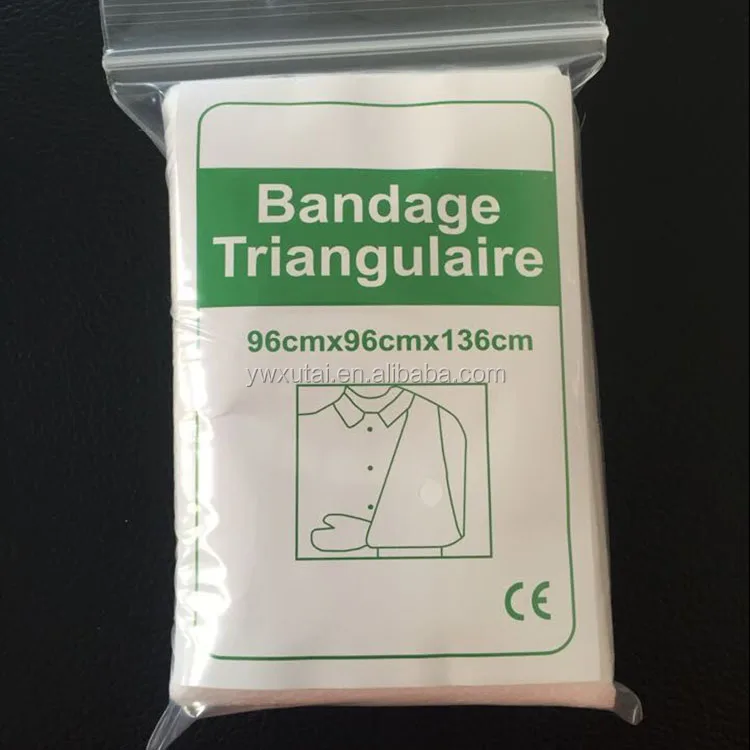 Bandage
Triangulaire
96cmx96cmx136cm
ywxutai.en.alibaba.com
CE